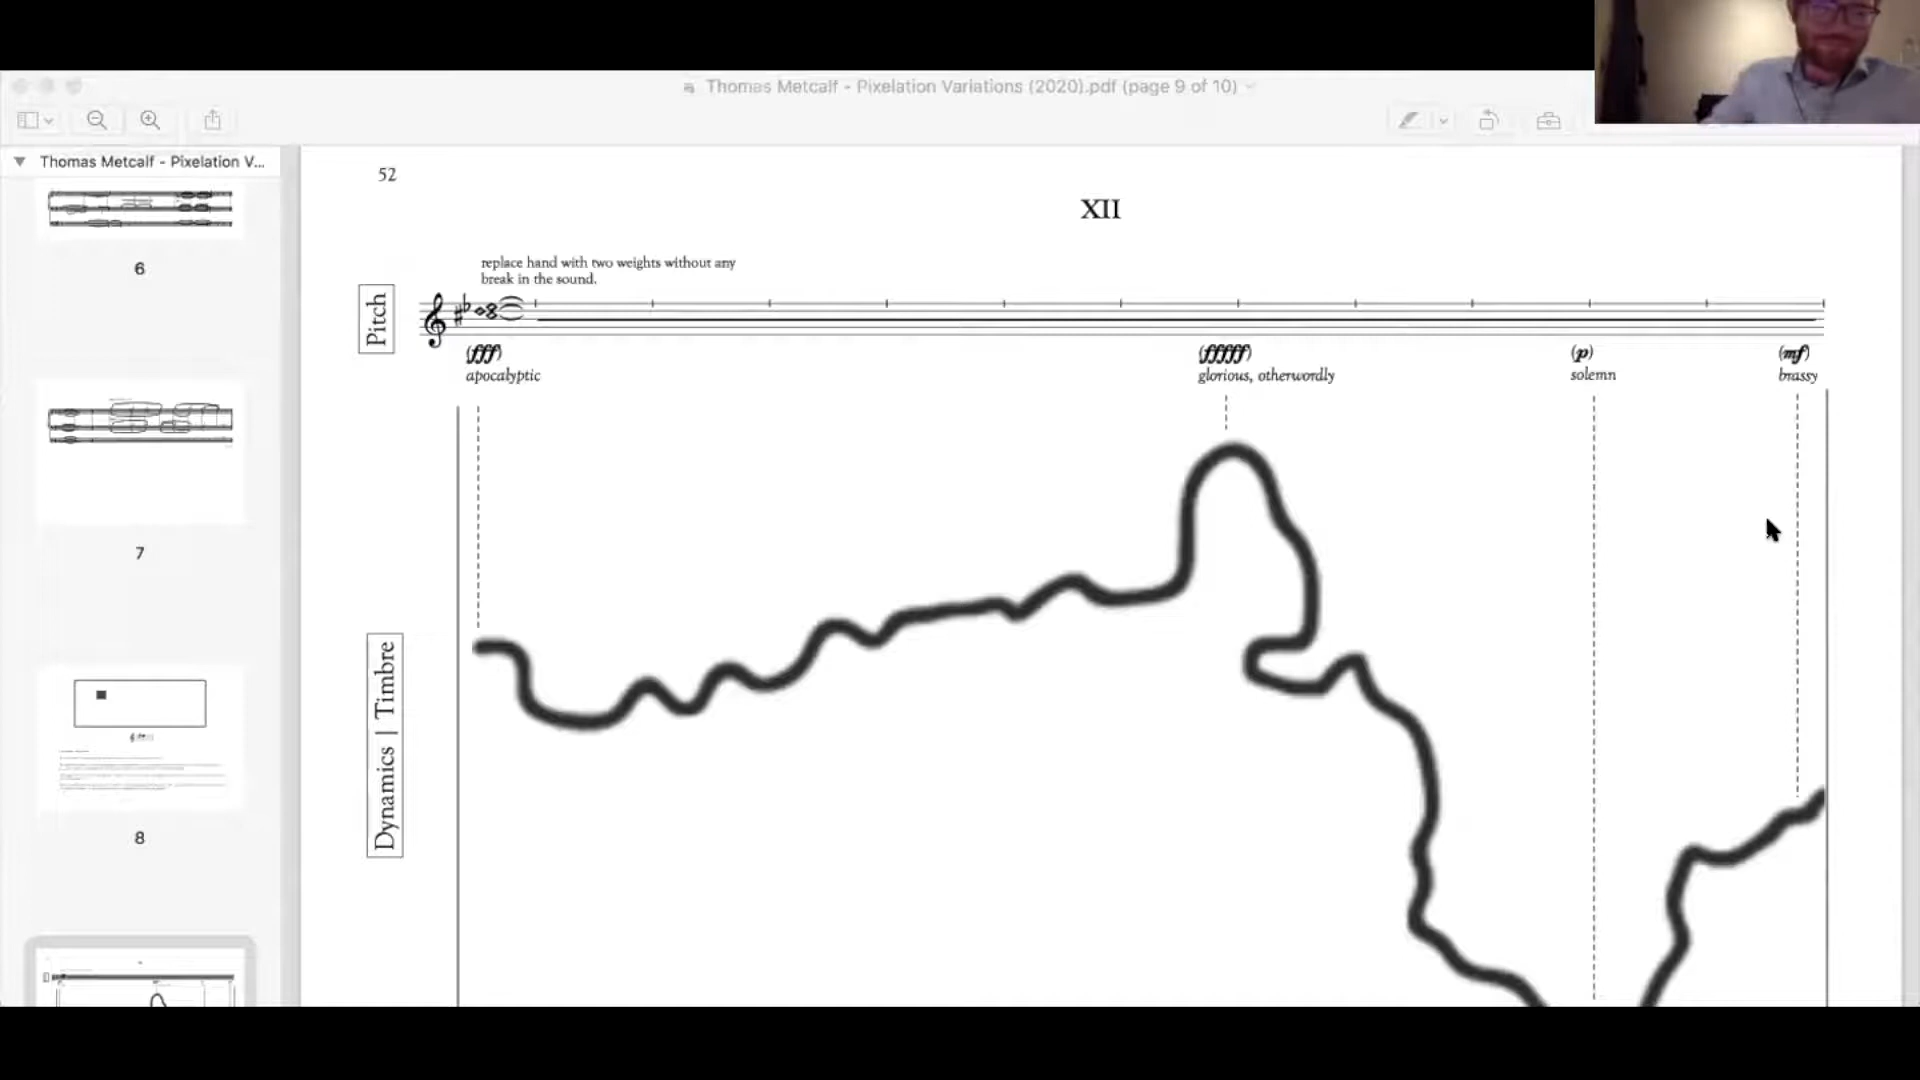 Thomas Metcalf - Pixelation Variations (2020).pdf (page 9 of 10)
Thomas Metcalf - Pixelation V...
6
7
8
52
XII
replace hand with two weights without any
break in the sound.
Pitch
(fff)
apocalyptic
(fffff)
glorious, otherwordly
(p)
solemn
(mf)
brassy
Dynamics | Timbre